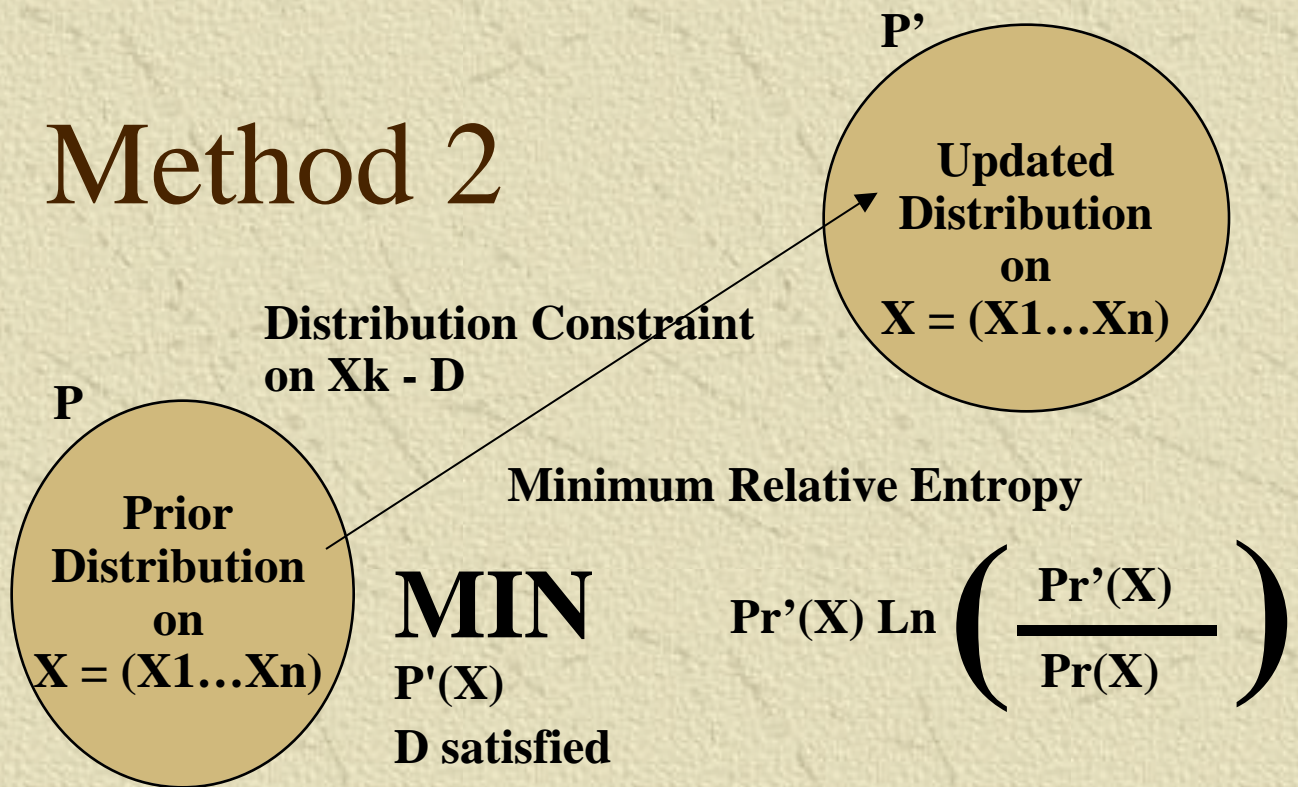 Method 2
P’
Updated
Distribution
on
X = (X1…Xn)
Distribution Constraint
on Xk - D
P
Prior
Distribution
on
X = (X1…Xn)
Minimum Relative Entropy
MIN
P'(X)
D satisfied
Pr’(X) Ln ( Pr’(X)
Pr(X) )